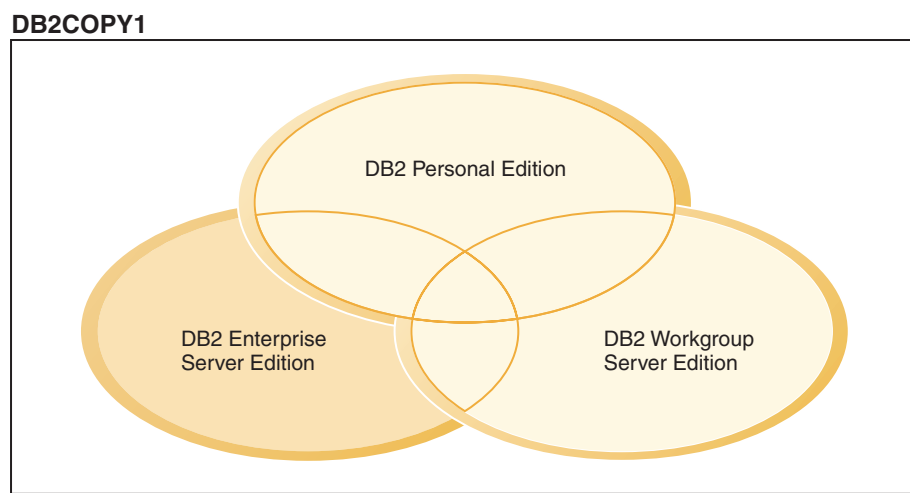 DB2COPY1
DB2 Personal Edition
DB2 Enterprise
Server Edition
DB2 Workgroup
Server Edition